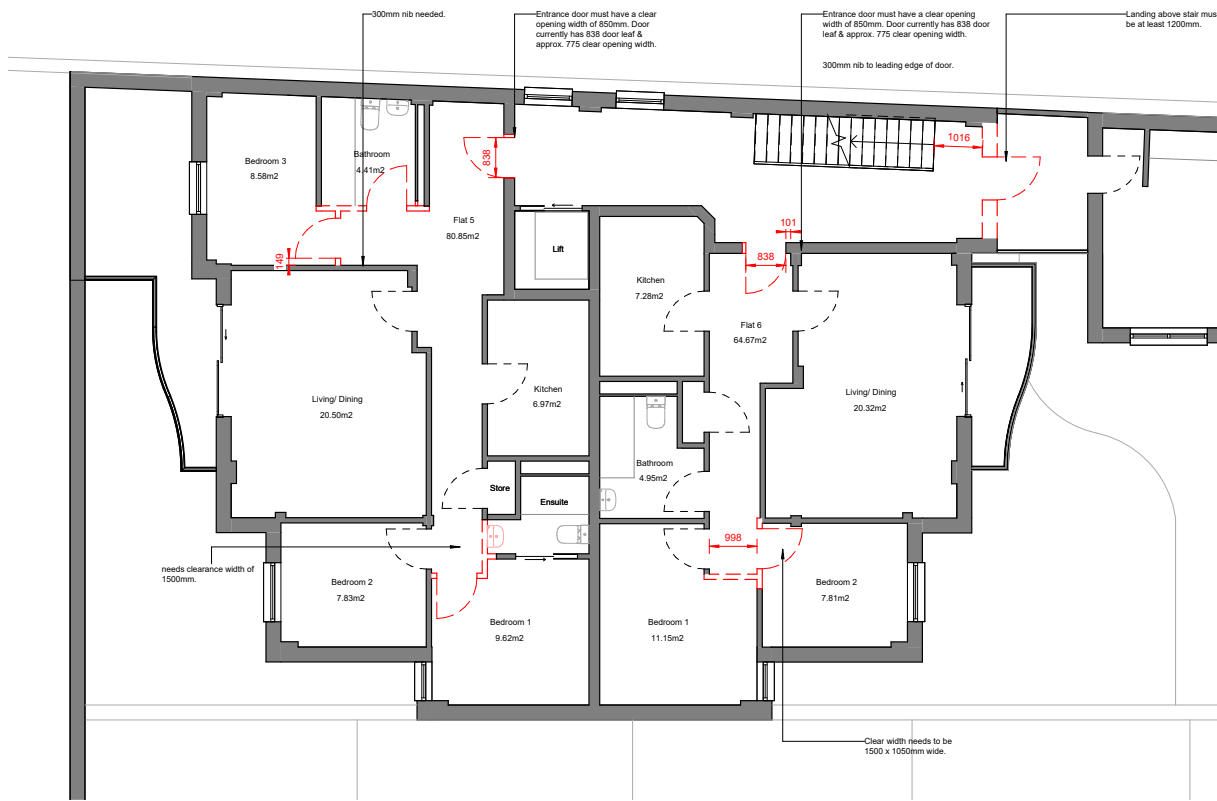 300mm nib needed.
Entrance door must have a clear
opening width of 850mm. Door
currently has 838 door leaf &
approx. 775 clear opening width.
Entrance door must have a clear opening
width of 850mm. Door currently has 838 door
leaf & approx. 775 clear opening width.
300mm nib to leading edge of door.
Landing above stair mus
be at least 1200mm.
1016
838
Bedroom 3
8.58m2
Bathroom
4.41m2
Flat 5
80.85m2
149
Lift
101
838
Kitchen
7.28m2
Flat 6
64.67m2
Living/ Dining
20.50m2
Kitchen
6.97m2
Living/ Dining
20.32m2
Bathroom
4.95m2
Store
Ensuite
998
needs clearance width of
1500mm.
Bedroom 2
7.83m2
Bedroom 1
9.62m2
Bedroom 1
11.15m2
Bedroom 2
7.81m2
Clear width needs to be
1500 x 1050mm wide.